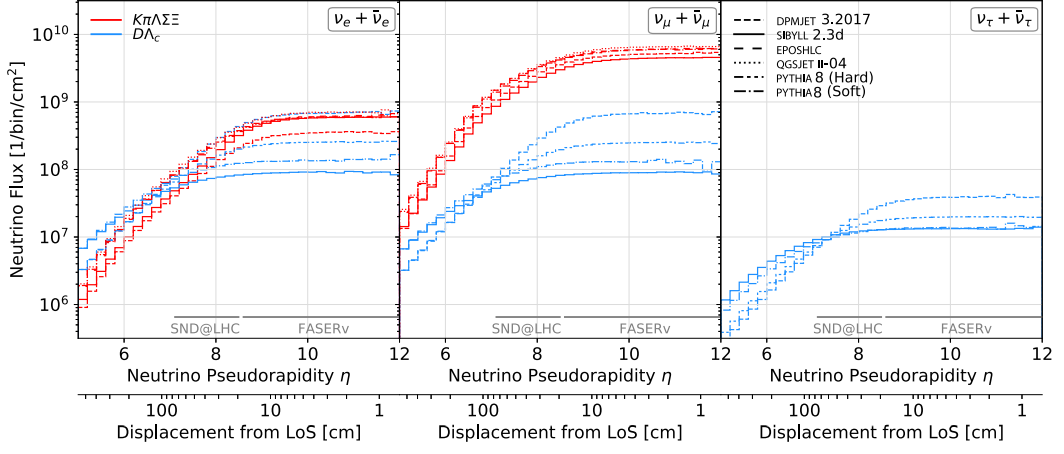 KπΛΣΞ
DΛc
νe + ν̄e
νμ + ν̄μ
DPMJET 3.2017
SIBYLL 2.3d
EPOSHLC
QGSJET II-04
PYTHIA 8 (Hard)
PYTHIA8 (Soft)
ντ + ν̄τ
Neutrino Flux [1/bin/cm²]
10¹⁰
10⁹
10⁸
10⁷
10⁶
SND@LHC FASERν SND@LHC FASERν SND@LHC FASERν
6 8 10 12 6 8 10 12 6 8 10 12
Neutrino Pseudorapidity η Neutrino Pseudorapidity η Neutrino Pseudorapidity η
100 10 1 100 10 1 100 10 1
Displacement from LoS [cm] Displacement from LoS [cm] Displacement from LoS [cm]